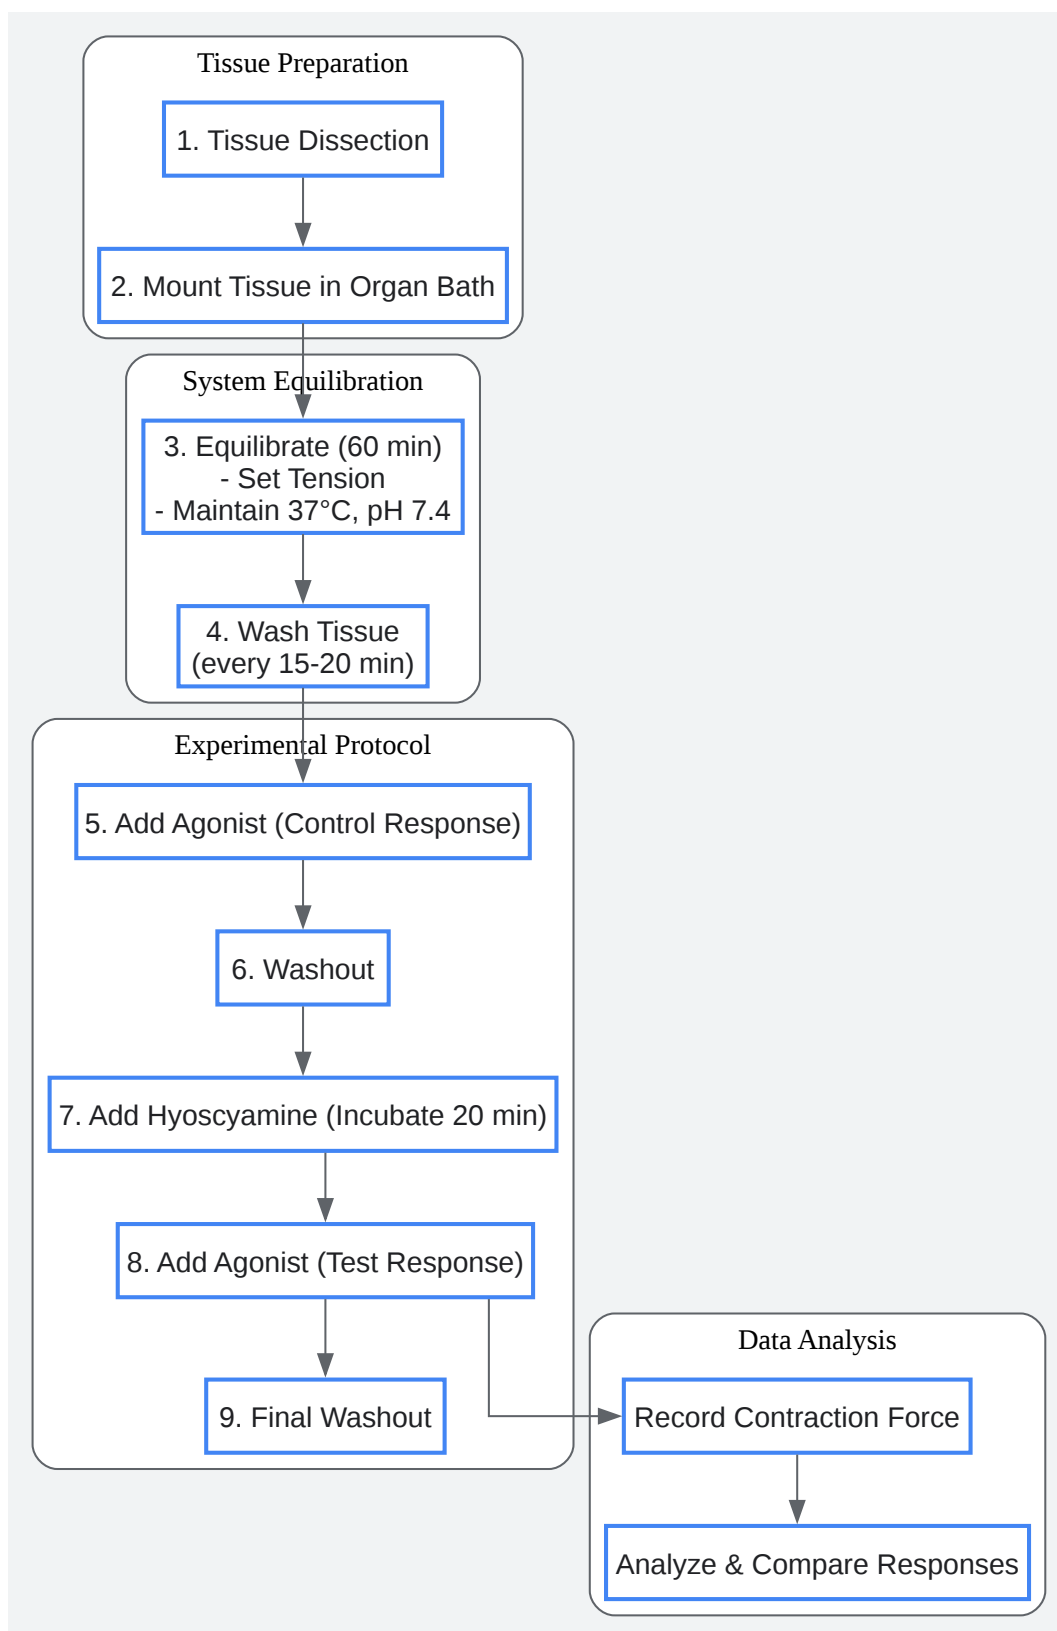 Tissue Preparation
1. Tissue Dissection
2. Mount Tissue in Organ Bath
System Equilibration
3. Equilibrate (60 min)
- Set Tension
- Maintain 37°C, pH 7.4
4. Wash Tissue
(every 15-20 min)
Experimental Protocol
5. Add Agonist (Control Response)
6. Washout
7. Add Hyoscyamine (Incubate 20 min)
8. Add Agonist (Test Response)
9. Final Washout
Data Analysis
Record Contraction Force
Analyze & Compare Responses